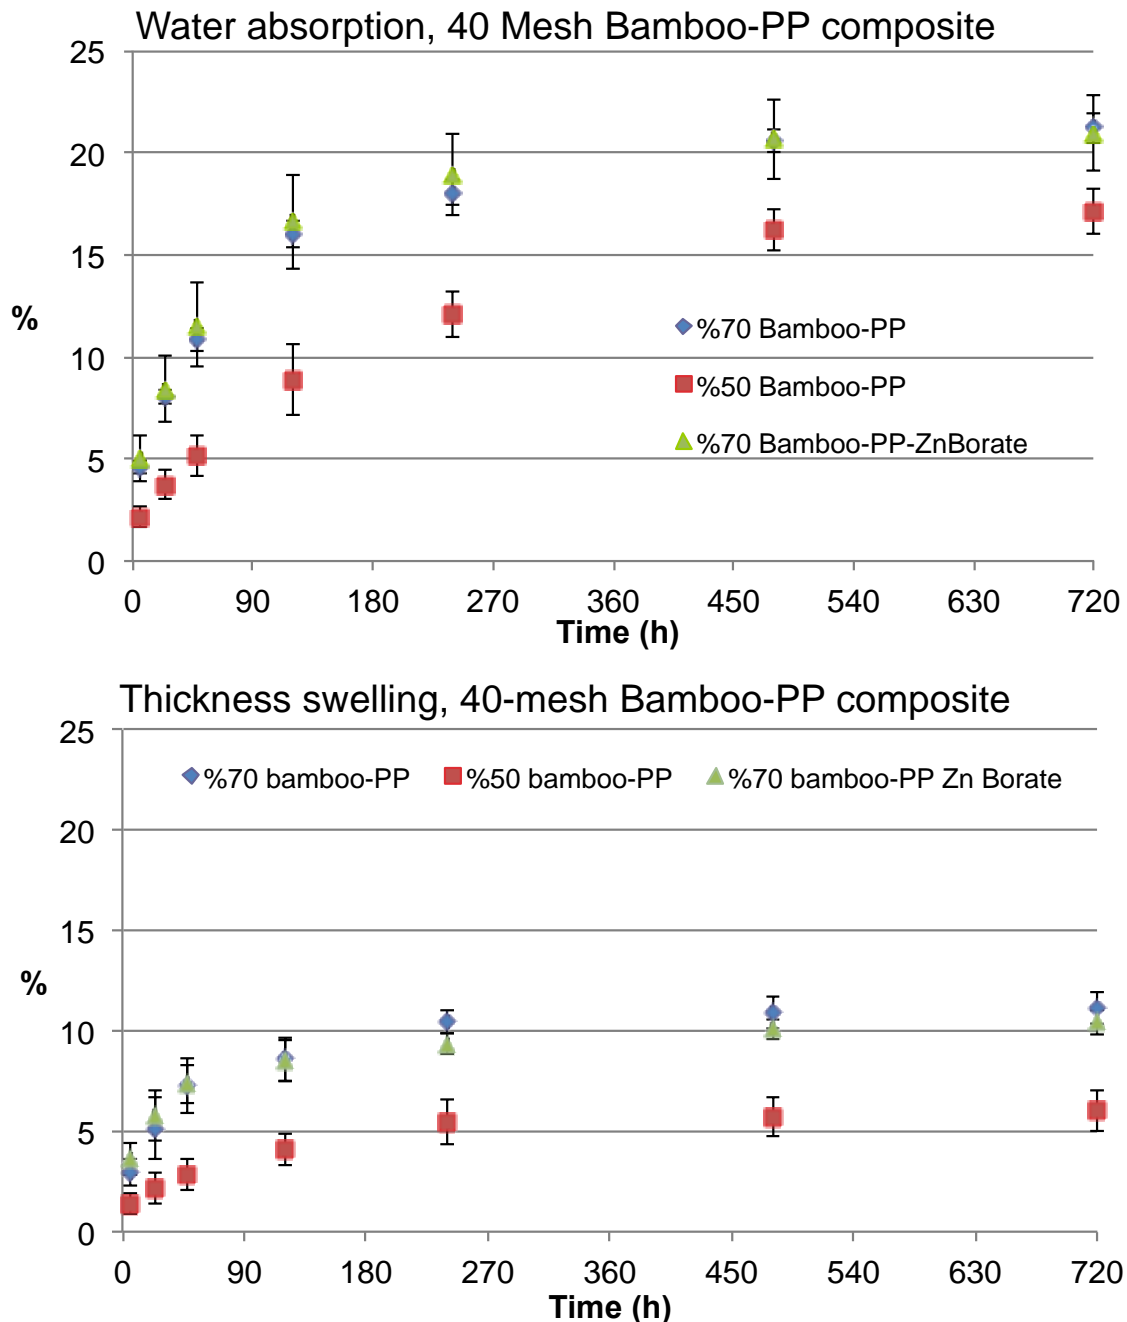 Water absorption, 40 Mesh Bamboo-PP composite
25
20
15
%
10
5
0
%70 Bamboo-PP
%50 Bamboo-PP
%70 Bamboo-PP-ZnBorate
0 90 180 270 360 450 540 630 720
Time (h)
Thickness swelling, 40-mesh Bamboo-PP composite
25
%70 bamboo-PP %50 bamboo-PP %70 bamboo-PP Zn Borate
20
15
%
10
5
0
0 90 180 270 360 450 540 630 720
Time (h)